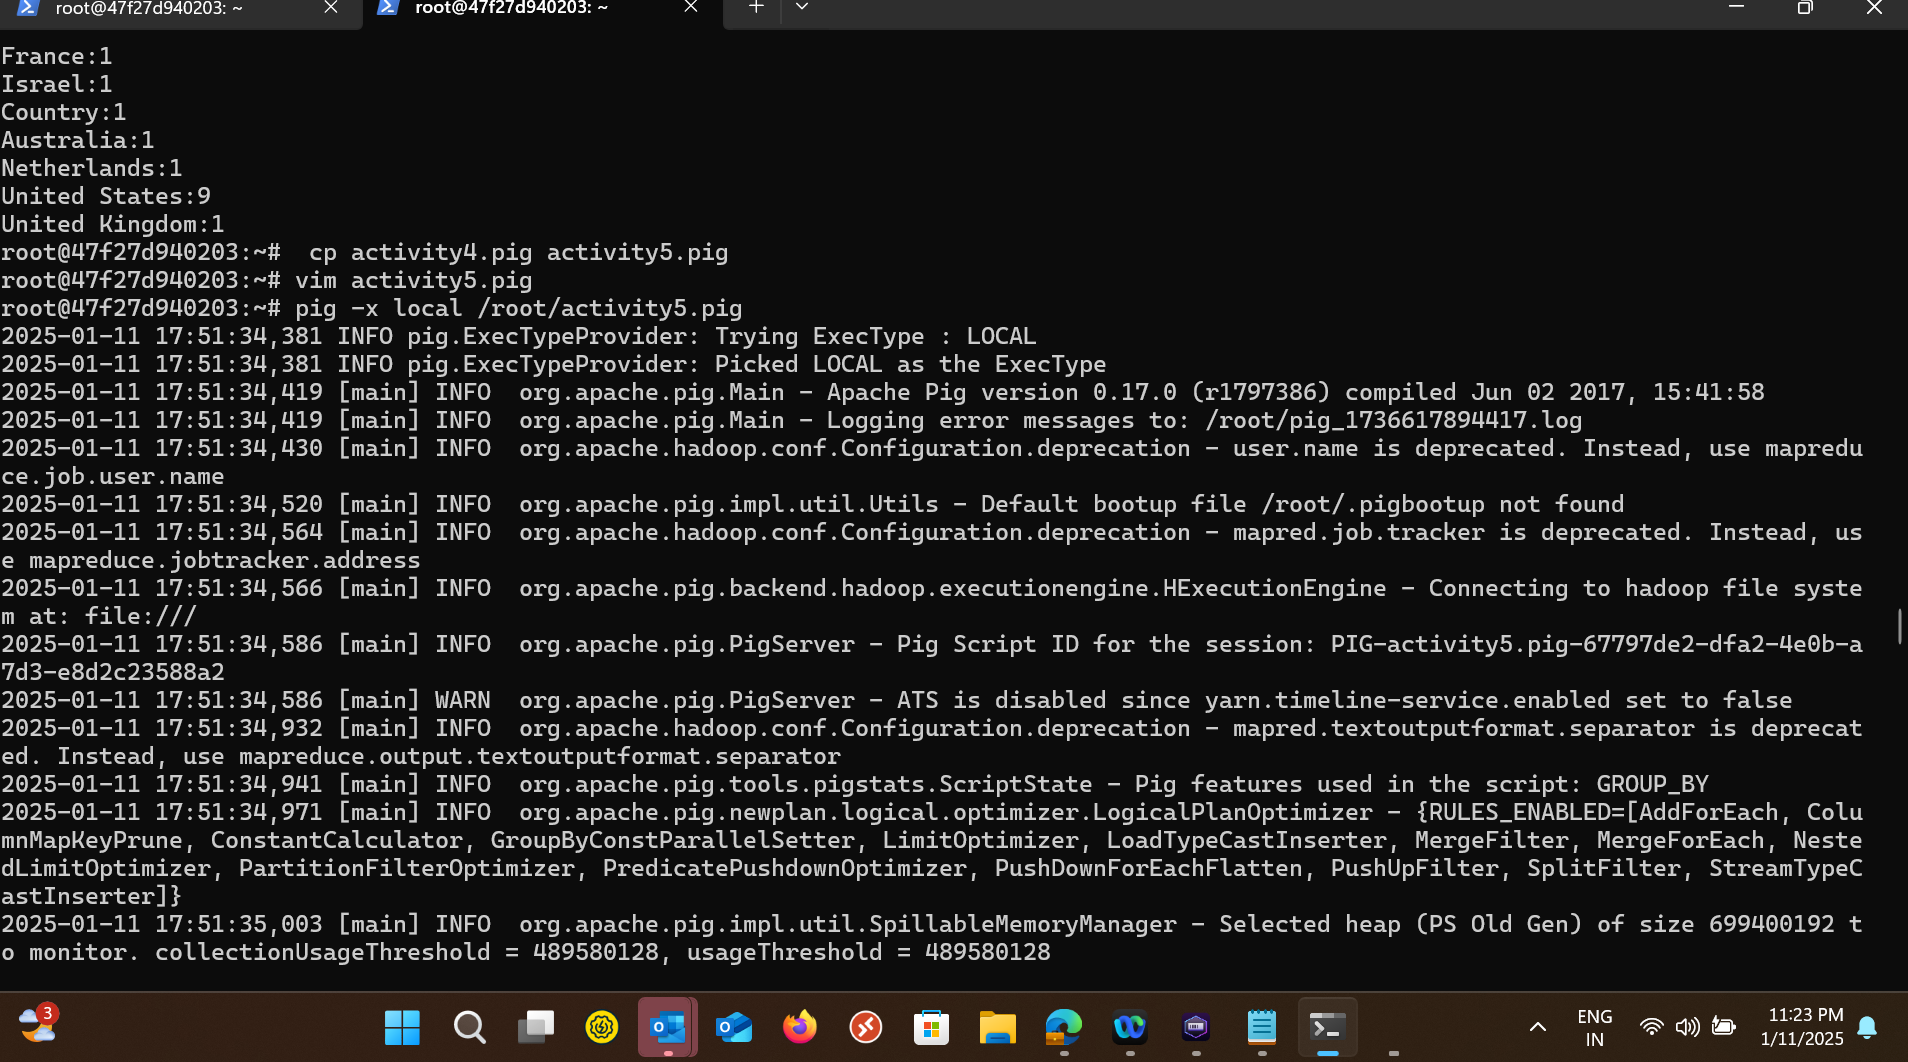 root@47f27d940203: ~
root@47f27d940203: ~
France:1
Israel:1
Country:1
Australia:1
Netherlands:1
United States:9
United Kingdom:1
root@47f27d940203:~#  cp activity4.pig activity5.pig
root@47f27d940203:~# vim activity5.pig
root@47f27d940203:~# pig -x local /root/activity5.pig
2025-01-11 17:51:34,381 INFO pig.ExecTypeProvider: Trying ExecType : LOCAL
2025-01-11 17:51:34,381 INFO pig.ExecTypeProvider: Picked LOCAL as the ExecType
2025-01-11 17:51:34,419 [main] INFO  org.apache.pig.Main - Apache Pig version 0.17.0 (r1797386) compiled Jun 02 2017, 15:41:58
2025-01-11 17:51:34,419 [main] INFO  org.apache.pig.Main - Logging error messages to: /root/pig_1736617894417.log
2025-01-11 17:51:34,430 [main] INFO  org.apache.hadoop.conf.Configuration.deprecation - user.name is deprecated. Instead, use mapredu
ce.job.user.name
2025-01-11 17:51:34,520 [main] INFO  org.apache.pig.impl.util.Utils - Default bootup file /root/.pigbootup not found
2025-01-11 17:51:34,564 [main] INFO  org.apache.hadoop.conf.Configuration.deprecation - mapred.job.tracker is deprecated. Instead, us
e mapreduce.jobtracker.address
2025-01-11 17:51:34,566 [main] INFO  org.apache.pig.backend.hadoop.executionengine.HExecutionEngine - Connecting to hadoop file syste
m at: file:///
2025-01-11 17:51:34,586 [main] INFO  org.apache.pig.PigServer - Pig Script ID for the session: PIG-activity5.pig-67797de2-dfa2-4e0b-a
7d3-e8d2c23588a2
2025-01-11 17:51:34,586 [main] WARN  org.apache.pig.PigServer - ATS is disabled since yarn.timeline-service.enabled set to false
2025-01-11 17:51:34,932 [main] INFO  org.apache.hadoop.conf.Configuration.deprecation - mapred.textoutputformat.separator is deprecat
ed. Instead, use mapreduce.output.textoutputformat.separator
2025-01-11 17:51:34,941 [main] INFO  org.apache.pig.tools.pigstats.ScriptState - Pig features used in the script: GROUP_BY
2025-01-11 17:51:34,971 [main] INFO  org.apache.pig.newplan.logical.optimizer.LogicalPlanOptimizer - {RULES_ENABLED=[AddForEach, Colu
mnMapKeyPrune, ConstantCalculator, GroupByConstParallelSetter, LimitOptimizer, LoadTypeCastInserter, MergeFilter, MergeForEach, Neste
dLimitOptimizer, PartitionFilterOptimizer, PredicatePushdownOptimizer, PushDownForEachFlatten, PushUpFilter, SplitFilter, StreamTypeC
astInserter]}
2025-01-11 17:51:35,003 [main] INFO  org.apache.pig.impl.util.SpillableMemoryManager - Selected heap (PS Old Gen) of size 699400192 t
o monitor. collectionUsageThreshold = 489580128, usageThreshold = 489580128
3
ENG
IN
11:23 PM
1/11/2025